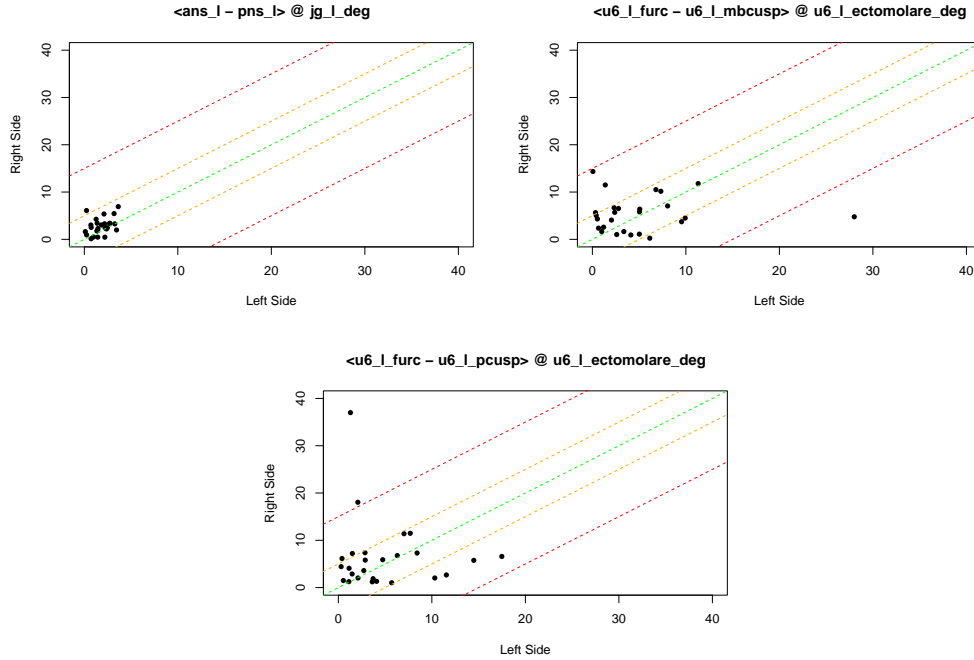 <ans_l − pns_l> @ jg_l_deg
40
30
20
10
0
Right Side
0 10 20 30 40
Left Side
<u6_l_furc − u6_l_mbcusp> @ u6_l_ectomolare_deg
40
30
20
10
0
Right Side
0 10 20 30 40
Left Side
<u6_l_furc − u6_l_pcusp> @ u6_l_ectomolare_deg
40
30
20
10
0
Right Side
0 10 20 30 40
Left Side